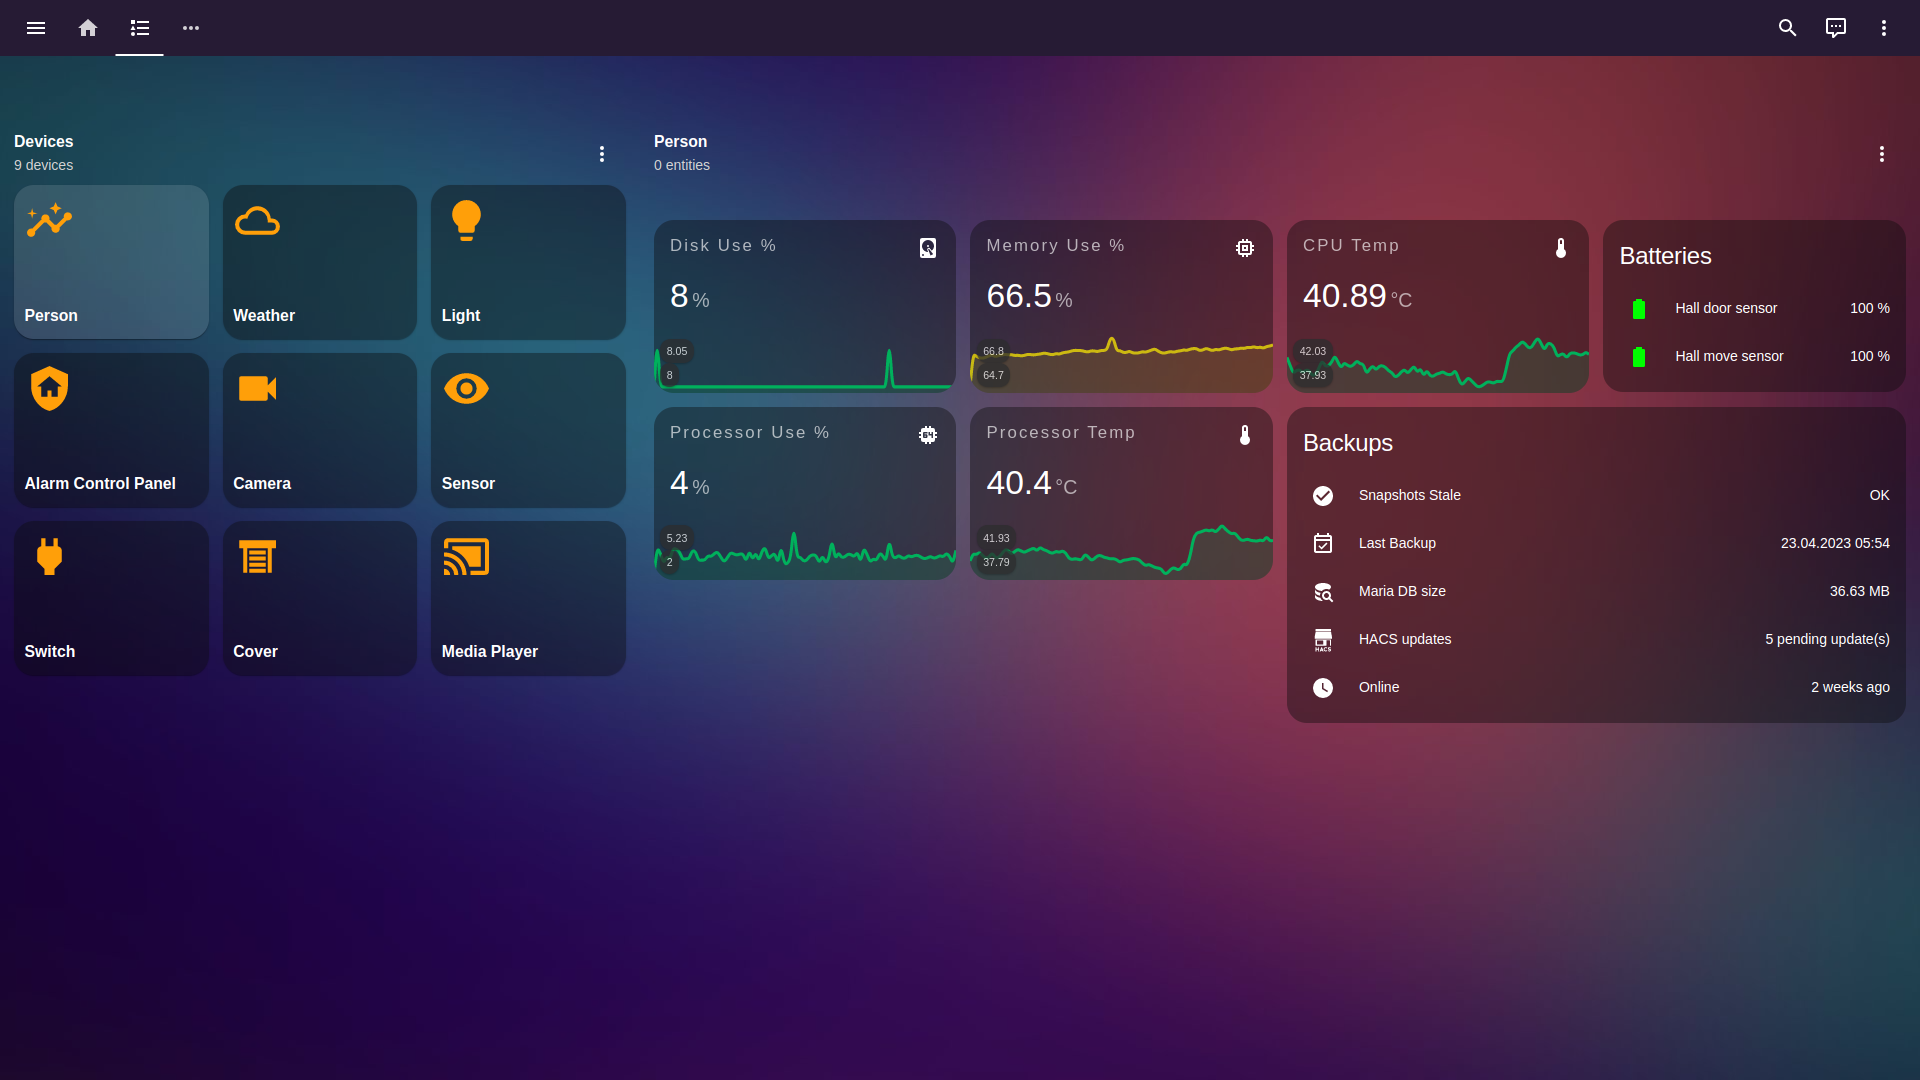 Devices
9 devices
Person
Weather
Light
Alarm Control Panel
Camera
Sensor
Switch
Cover
Media Player
Person
0 entities
Disk Use %
8 %
8.05
8
Memory Use %
66.5 %
66.8
64.7
CPU Temp
40.89 °C
42.03
37.93
Batteries
Hall door sensor 100 %
Hall move sensor 100 %
Processor Use %
64
4 %
5.23
2
Processor Temp
40.4 °C
41.93
37.79
Backups
Snapshots Stale OK
Last Backup 23.04.2023 05:54
Maria DB size 36.63 MB
HACS
HACS updates 5 pending update(s)
Online 2 weeks ago